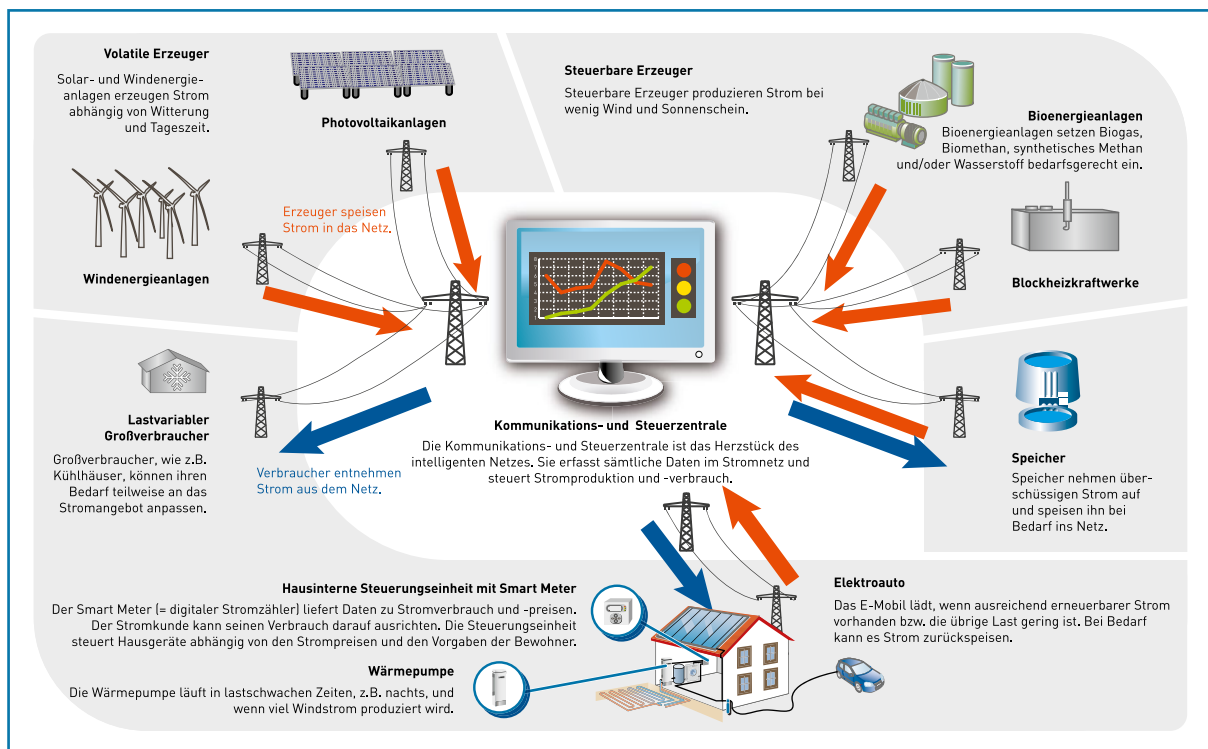 Volatile Erzeuger
Solar- und Windenergie-
anlagen erzeugen Strom
abhängig von Witterung
und Tageszeit.
Photovoltaikanlagen
Windenergieanlagen
Erzeuger speisen
Strom in das Netz.
Steuerbare Erzeuger
Steuerbare Erzeuger produzieren Strom bei
wenig Wind und Sonnenschein.
Bioenergieanlagen
Bioenergieanlagen setzen Biogas,
Biomethan, synthetisches Methan
und/oder Wasserstoff bedarfsgerecht ein.
Blockheizkraftwerke
Lastvariabler
Großverbraucher
Großverbraucher, wie z.B.
Kühlhäuser, können ihren
Bedarf teilweise an das
Stromangebot anpassen.
Verbraucher entnehmen
Strom aus dem Netz.
Kommunikations- und Steuerzentrale
Die Kommunikations- und Steuerzentrale ist das Herzstück des
intelligenten Netzes. Sie erfasst sämtliche Daten im Stromnetz und
steuert Stromproduktion und -verbrauch.
Speicher
Speicher nehmen über-
schüssigen Strom auf
und speisen ihn bei
Bedarf ins Netz.
Hausinterne Steuerungseinheit mit Smart Meter
Der Smart Meter (= digitaler Stromzähler) liefert Daten zu Stromverbrauch und -preisen.
Der Stromkunde kann seinen Verbrauch darauf ausrichten. Die Steuerungseinheit
steuert Hausgeräte abhängig von den Strompreisen und den Vorgaben der Bewohner.
Wärmepumpe
Die Wärmepumpe läuft in lastschwachen Zeiten, z.B. nachts, und
wenn viel Windstrom produziert wird.
Elektroauto
Das E-Mobil lädt, wenn ausreichend erneuerbarer Strom
vorhanden bzw. die übrige Last gering ist. Bei Bedarf
kann es Strom zurückspeisen.